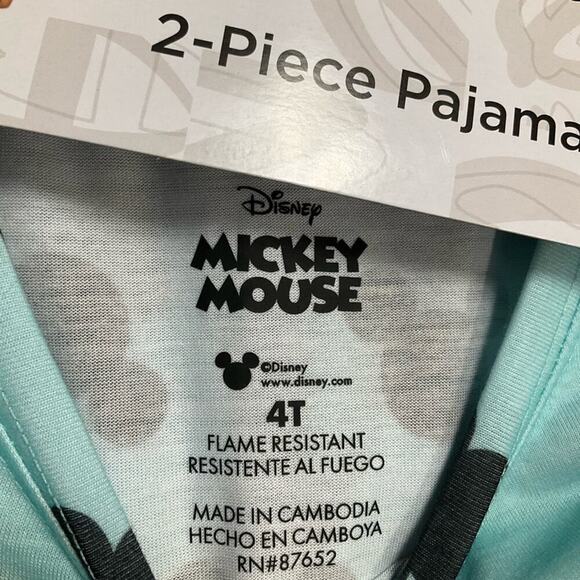 2-Piece Pajama
Disney
MICKEY
MOUSE
©Disney
www.disney.com
4T
FLAME RESISTANT
RESISTENTE AL FUEGO
MADE IN CAMBODIA
HECHO EN CAMBOYA
RN#87652